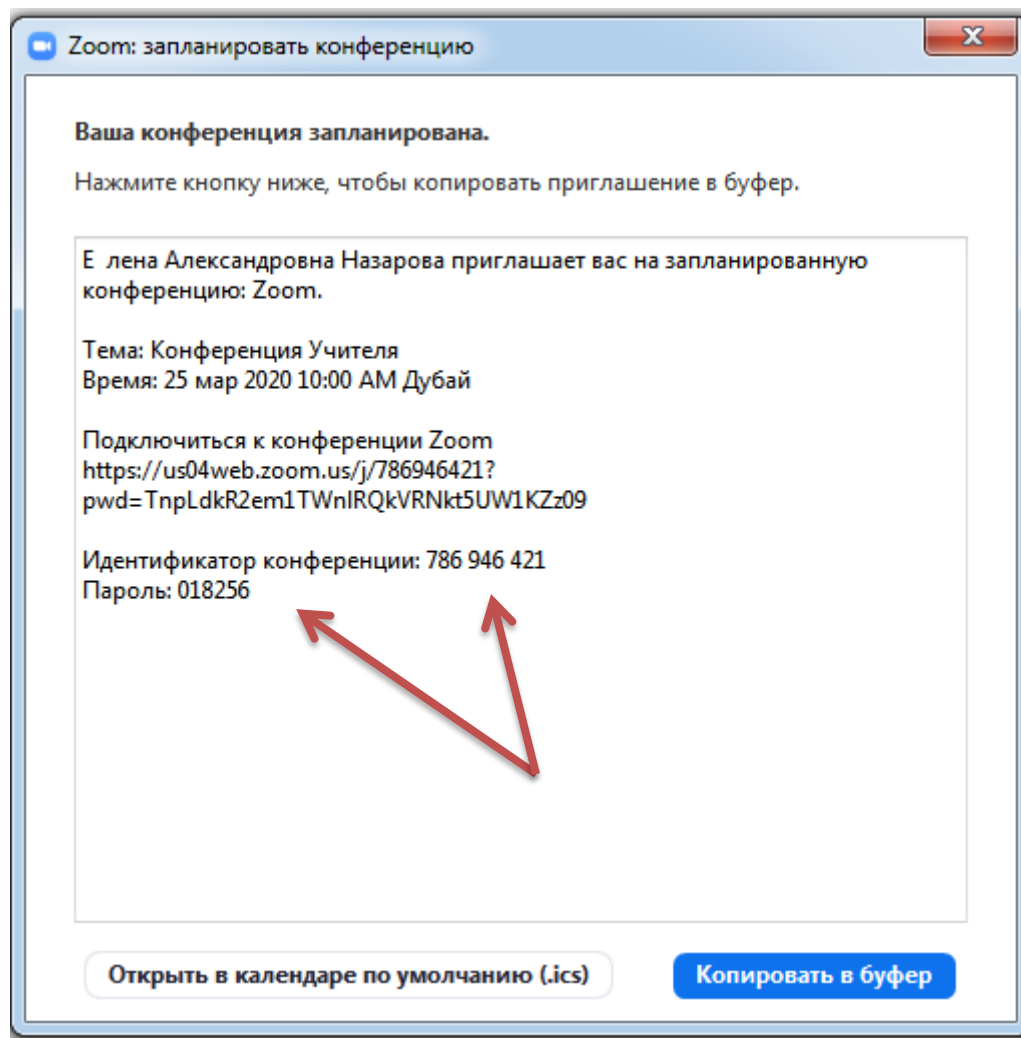 Zoom: запланировать конференцию
Ваша конференция запланирована.
Нажмите кнопку ниже, чтобы копировать приглашение в буфер.
Е лена Александровна Назарова приглашает вас на запланированную
конференцию: Zoom.
Тема: Конференция Учителя
Время: 25 мар 2020 10:00 AM Дубай
Подключиться к конференции Zoom
https://us04web.zoom.us/j/786946421?
pwd=TnpLdkR2em1TWnlRQkVRNkt5UW1KZz09
Идентификатор конференции: 786 946 421
Пароль: 018256
Открыть в календаре по умолчанию (.ics)
Копировать в буфер